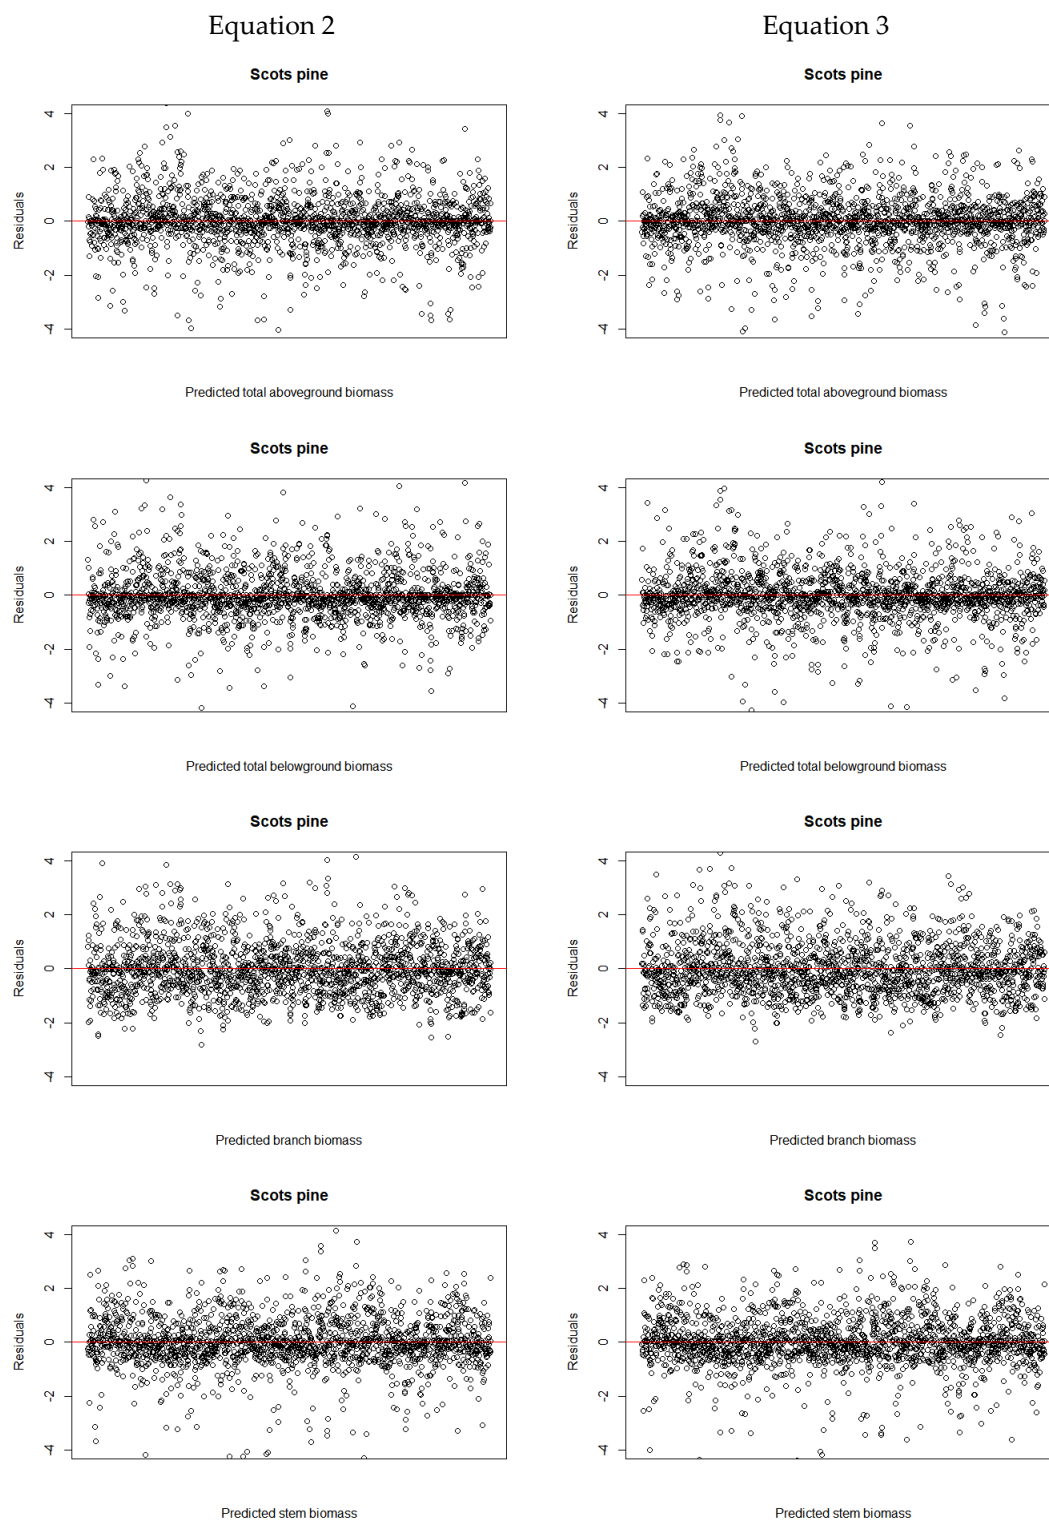 Equation 2 Equation 3
Scots pine Scots pine
4 4
2 2
0 0
-2 -2
-4 -4
Residuals Residuals
Predicted total aboveground biomass Predicted total aboveground biomass
Scots pine Scots pine
4 4
2 2
0 0
-2 -2
-4 -4
Residuals Residuals
Predicted total belowground biomass Predicted total belowground biomass
Scots pine Scots pine
4 4
2 2
0 0
-2 -2
-4 -4
Residuals Residuals
Predicted branch biomass Predicted branch biomass
Scots pine Scots pine
4 4
2 2
0 0
-2 -2
-4 -4
Residuals Residuals
Predicted stem biomass Predicted stem biomass